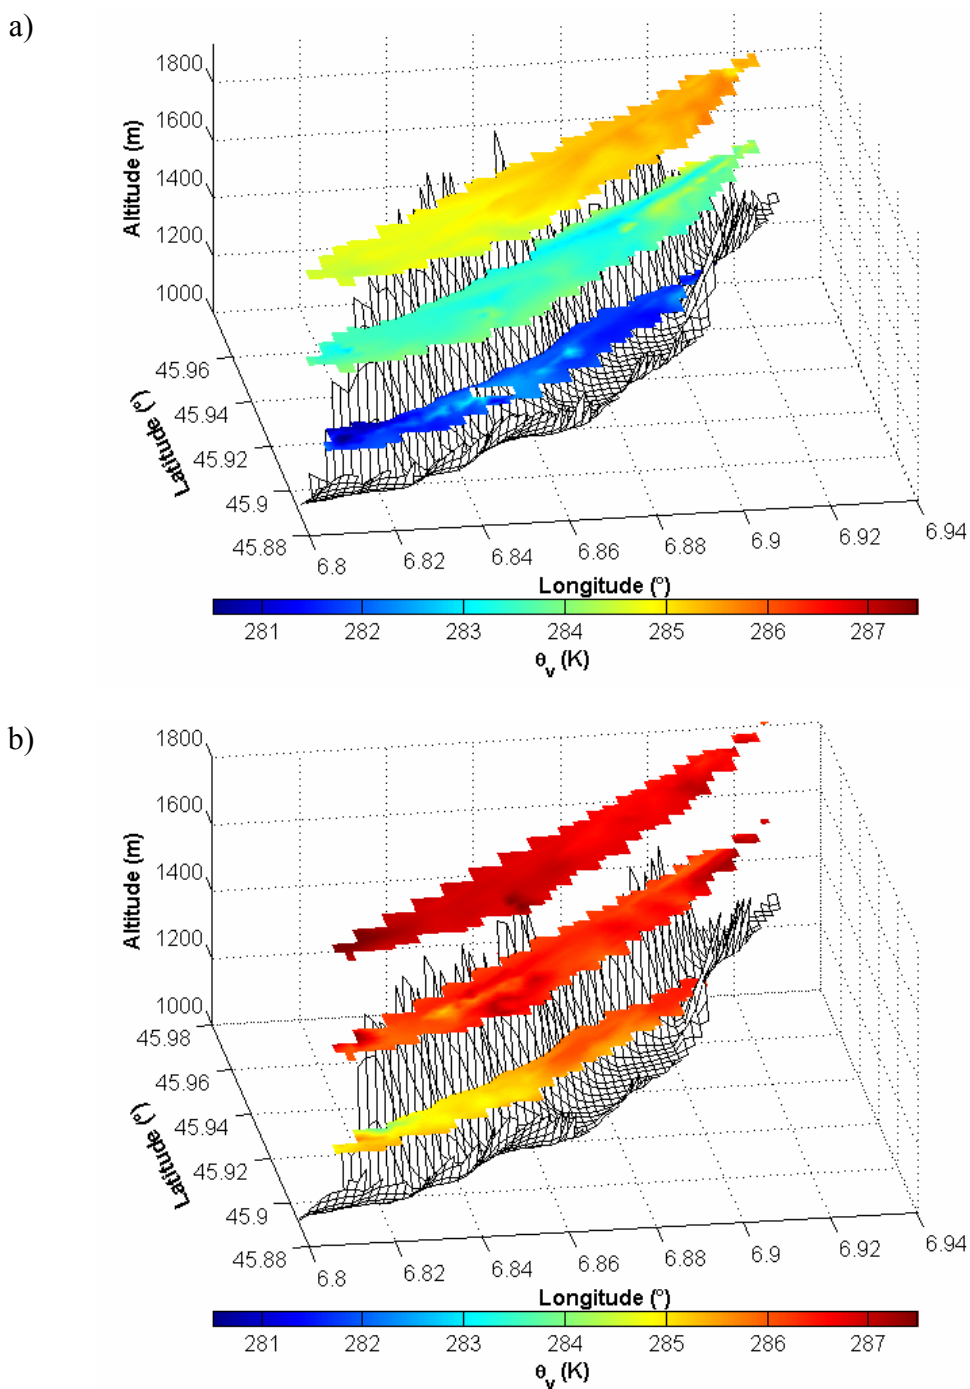 a)
1800
1600
1400
1200
1000
Altitude (m)
45.96
45.94
45.92
45.9
45.88
Latitude (°)
6.8 6.82 6.84 6.86 6.88 6.9 6.92 6.94
Longitude (°)
281 282 283 284 285 286 287
θv (K)
b)
1800
1600
1400
1200
1000
Altitude (m)
45.98
45.96
45.94
45.92
45.9
45.88
Latitude (°)
6.8 6.82 6.84 6.86 6.88 6.9 6.92 6.94
Longitude (°)
281 282 283 284 285 286 287
θv (K)